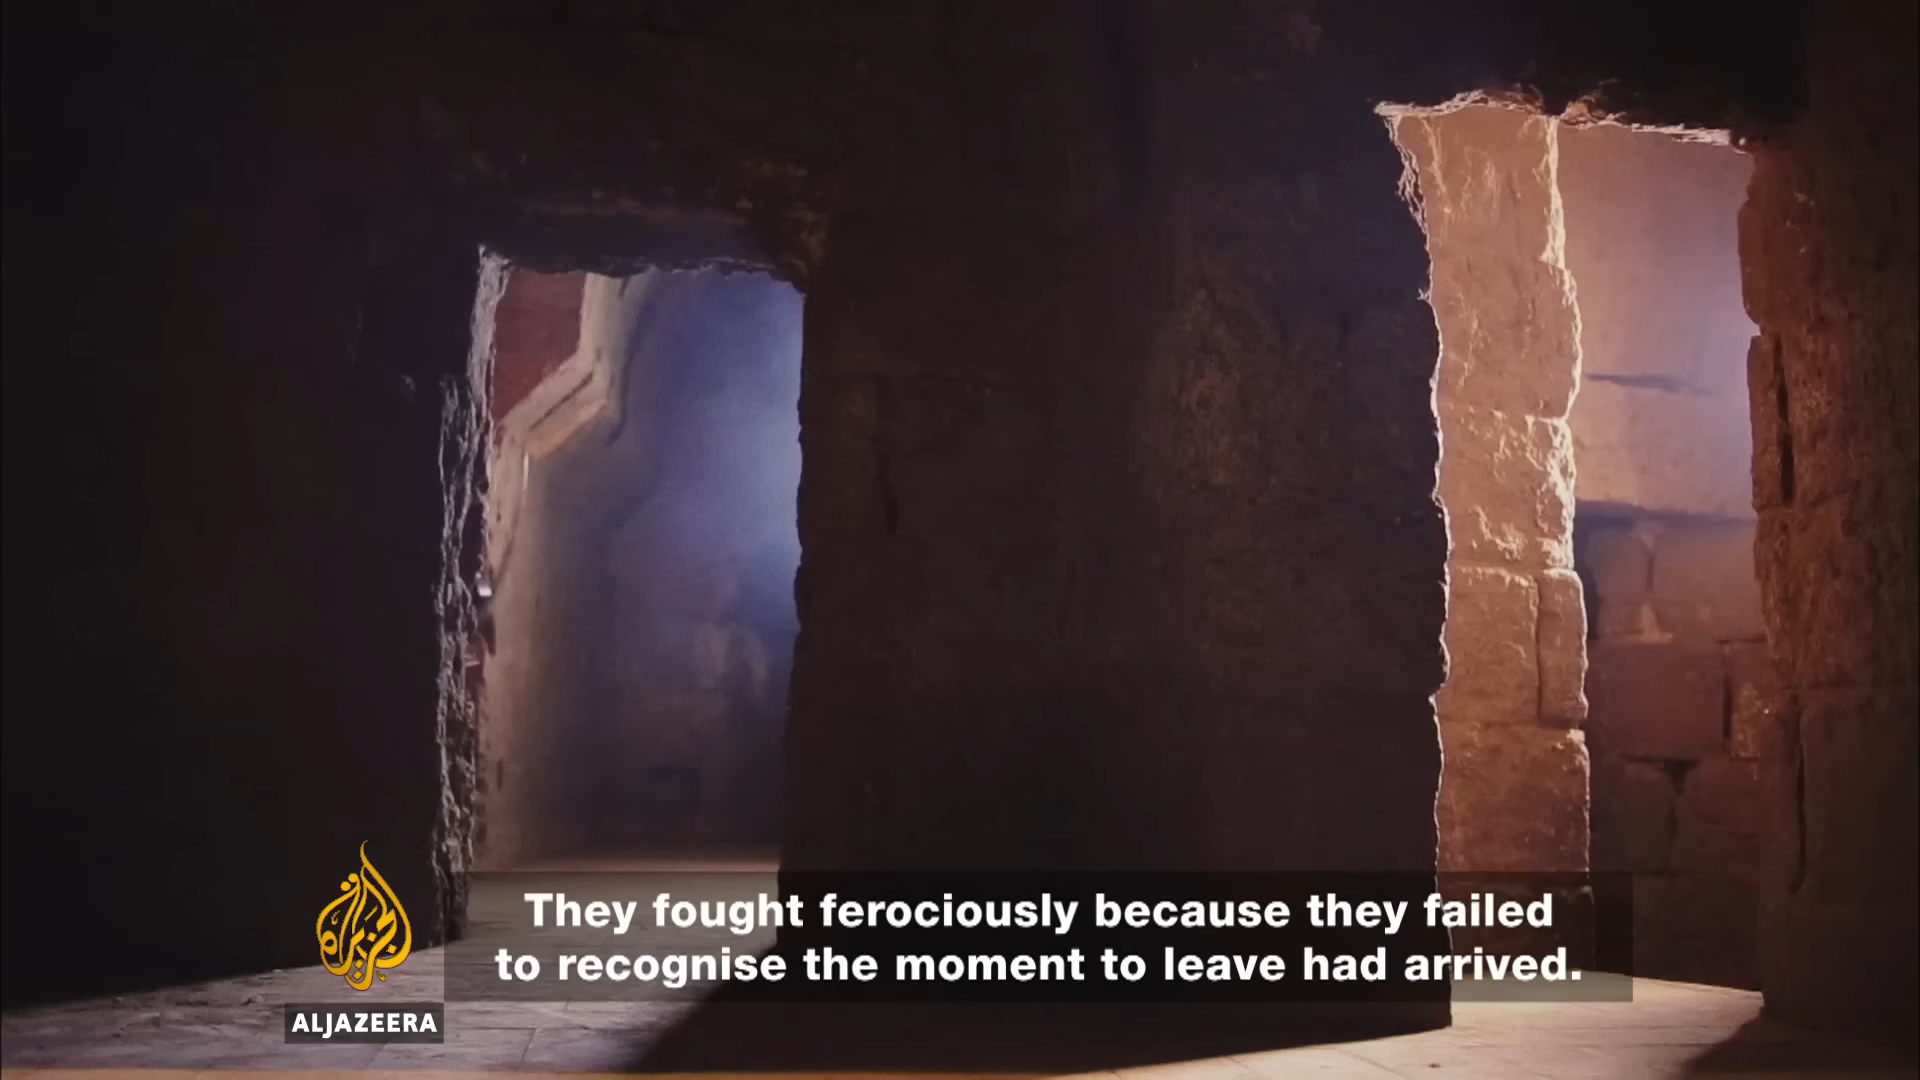 They fought ferociously because they failed
to recognise the moment to leave had arrived.
الجزيرة
ALJAZEERA